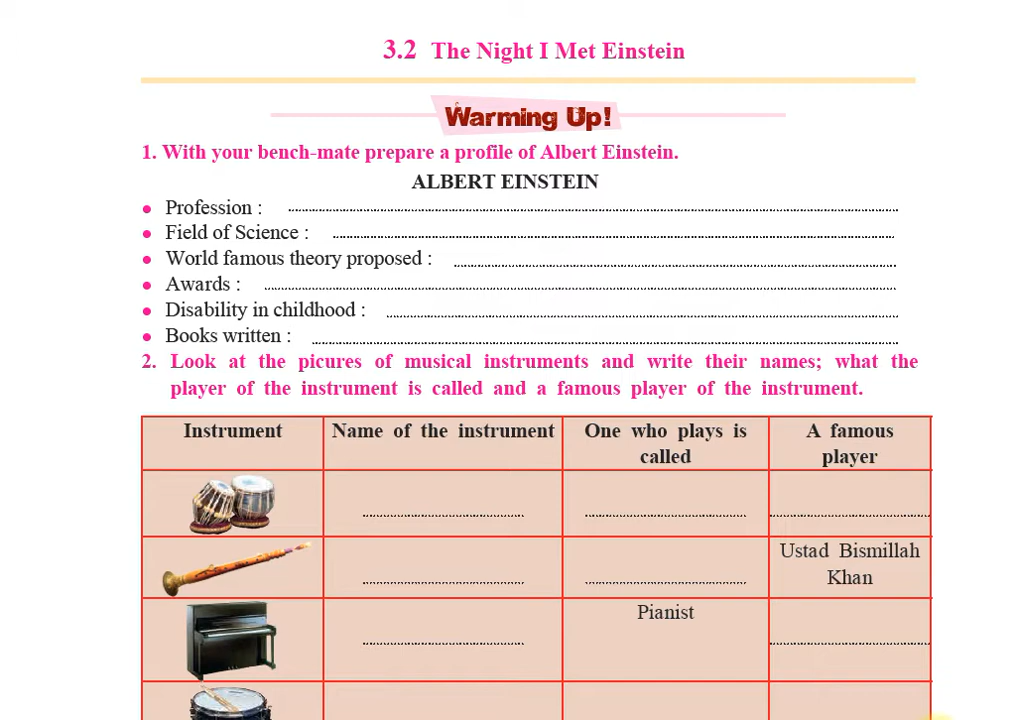 3.2 The Night I Met Einstein
Warming Up!
1. With your bench-mate prepare a profile of Albert Einstein.
ALBERT EINSTEIN
• Profession :
• Field of Science :
• World famous theory proposed :
• Awards :
• Disability in childhood :
• Books written :
2. Look at the picures of musical instruments and write their names; what the
player of the instrument is called and a famous player of the instrument.
Instrument Name of the instrument One who plays is called A famous player
Ustad Bismillah
Khan
Pianist